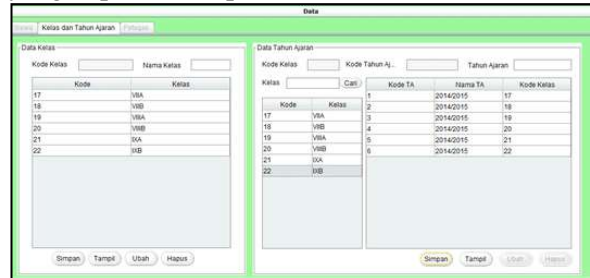 Data
Siswa Kelas dan Tahun Ajaran Petugas
Data Kelas
Kode Kelas Nama Kelas
Kode Kelas
17 VIIA
18 VIIB
19 VIIIA
20 VIIIB
21 IXA
22 IXB
Simpan Tampil Ubah Hapus
Data Tahun Ajaran
Kode Kelas Kode Tahun Aj.. Tahun Ajaran
Kelas Cari
Kode Kelas
17 VIIA
18 VIIB
19 VIIIA
20 VIIIB
21 IXA
22 IXB
Kode TA Nama TA Kode Kelas
1 2014/2015 17
2 2014/2015 18
3 2014/2015 19
4 2014/2015 20
5 2014/2015 21
6 2014/2015 22
Simpan Tampil Ubah Hapus